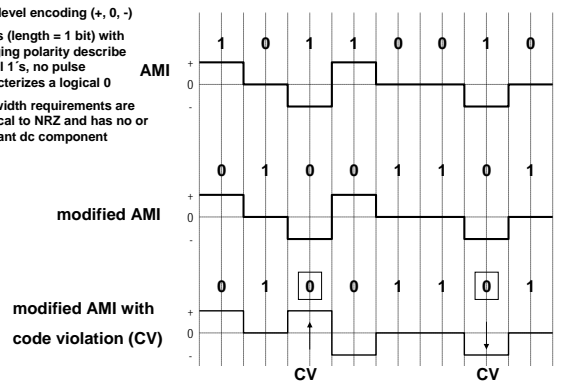 level encoding (+, 0, -)
s (length = 1 bit) with
ging polarity describe
l 1´s, no pulse
cterizes a logical 0
width requirements are
cal to NRZ and has no or
ant dc component
AMI
1 0 1 1 0 0 1 0
+
0
-
modified AMI
0 1 0 0 1 1 0 1
+
0
-
modified AMI with
code violation (CV)
0 1 0 0 1 1 0 1
+
0
-
CV CV